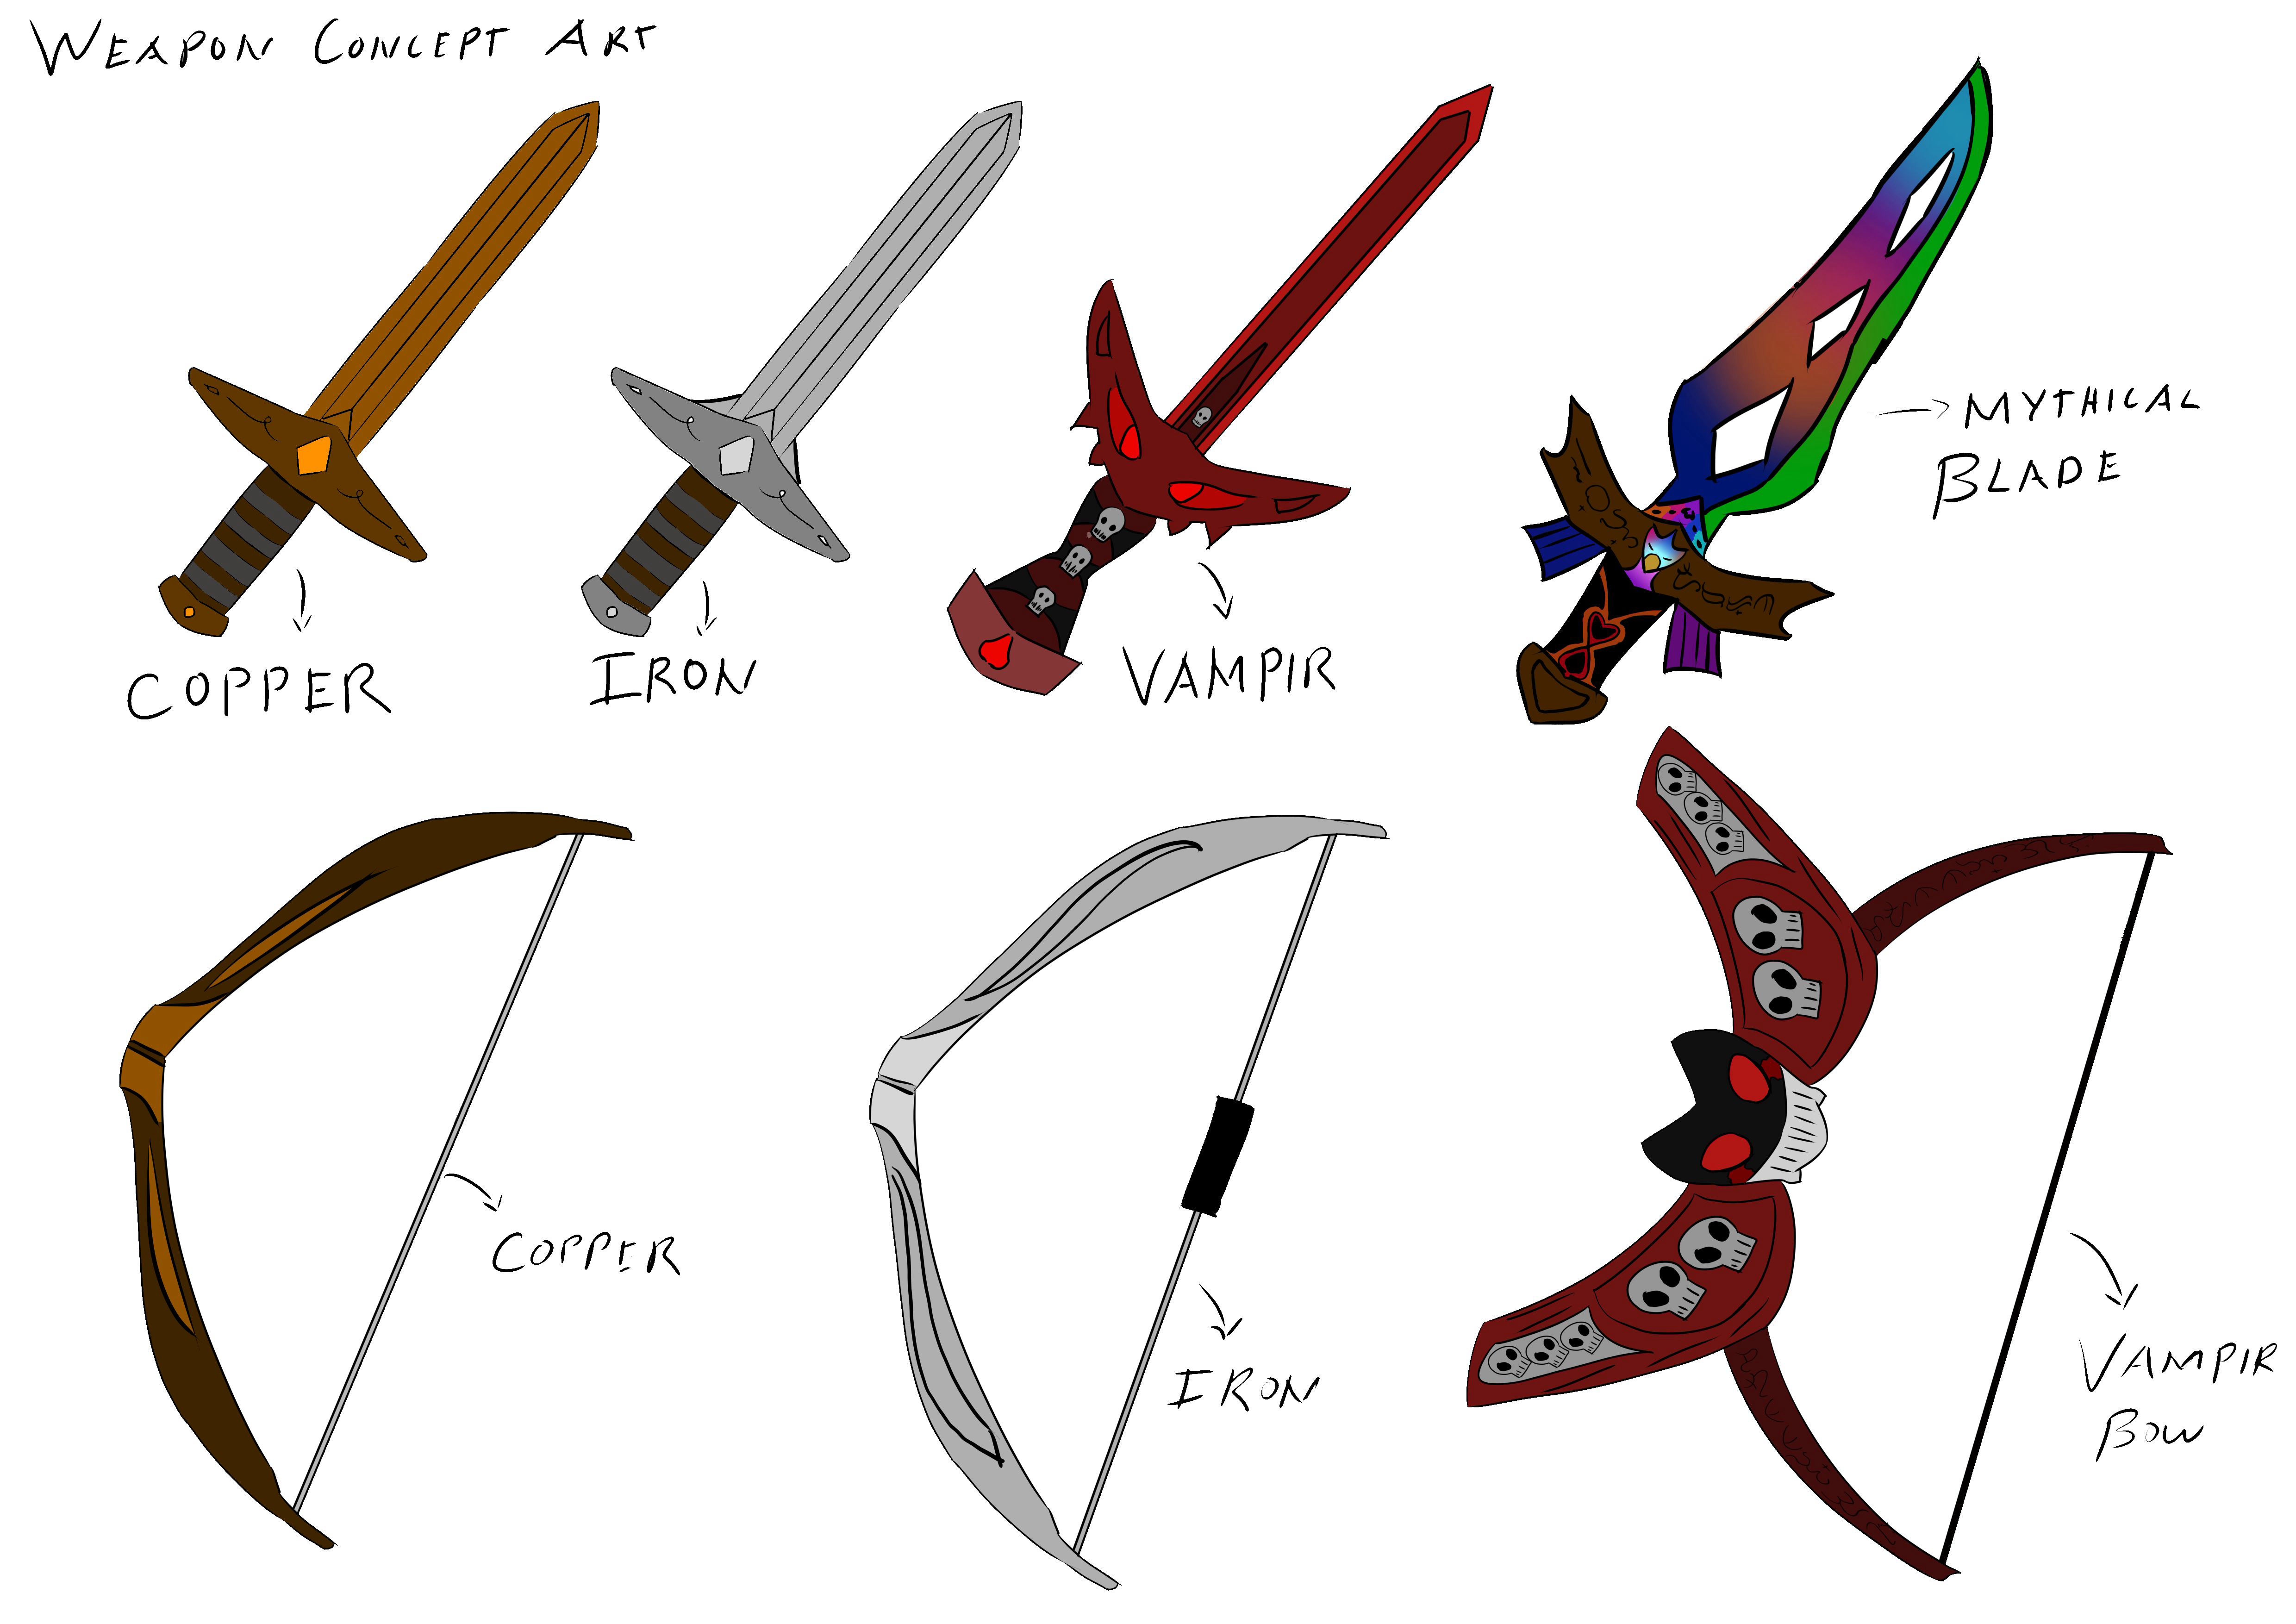 WEAPON CONCEPT ART
COPPER
IRON
VAMPIR
MYTHICAL
BLADE
COPPER
IRON
VAMPIR
BOW